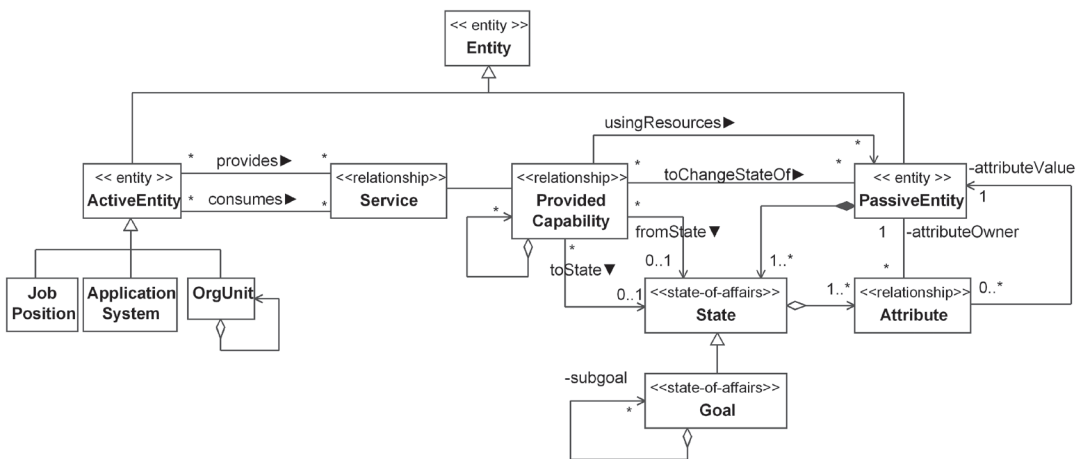 << entity >>
Entity
usingResources►
*
<< entity >>
ActiveEntity
* provides► *
* consumes► *
<<relationship>>
Service
<<relationship>>
Provided
Capability
*
* toChangeStateOf► *
<< entity >>
PassiveEntity
-attributeValue
1
*
fromState▼
0..1
*
toState▼
0..1
1..*
1 -attributeOwner
*
Job
Position
Application
System
OrgUnit
<<state-of-affairs>>
State
1..*
<<relationship>>
Attribute
0..*
-subgoal
*
<<state-of-affairs>>
Goal